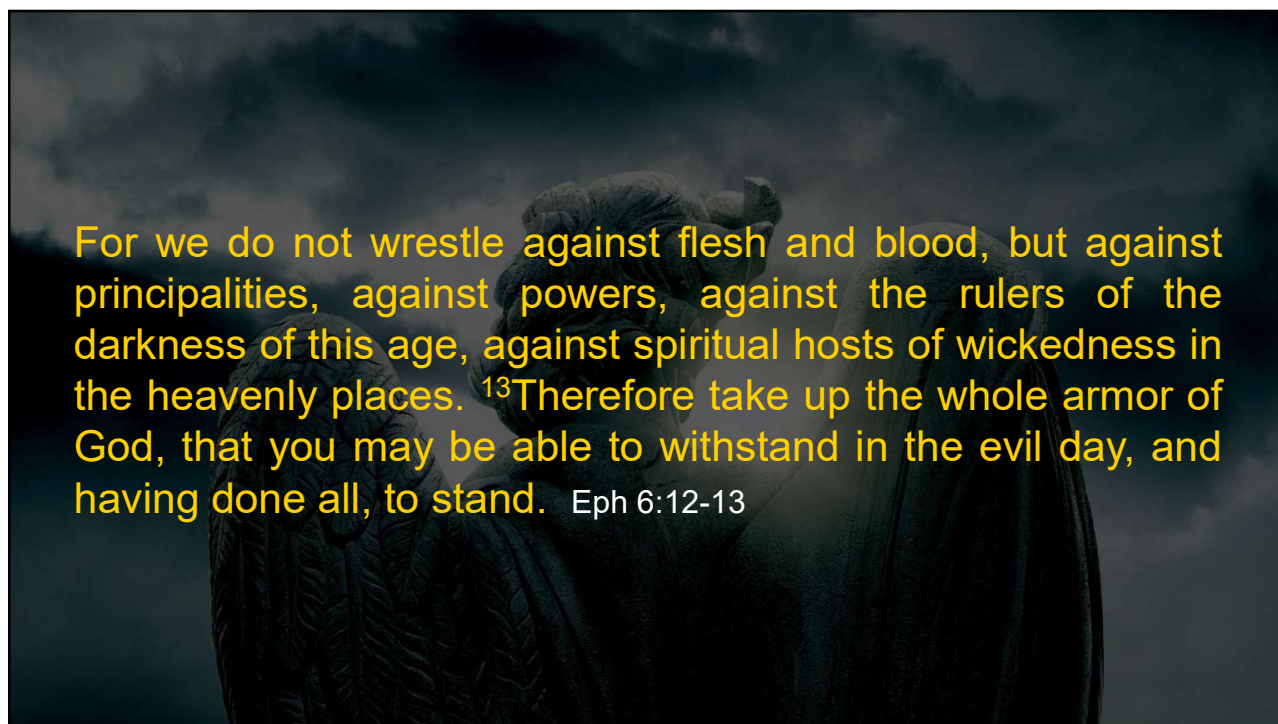 For we do not wrestle against flesh and blood, but against
principalities, against powers, against the rulers of the
darkness of this age, against spiritual hosts of wickedness in
the heavenly places. ¹³Therefore take up the whole armor of
God, that you may be able to withstand in the evil day, and
having done all, to stand. Eph 6:12-13